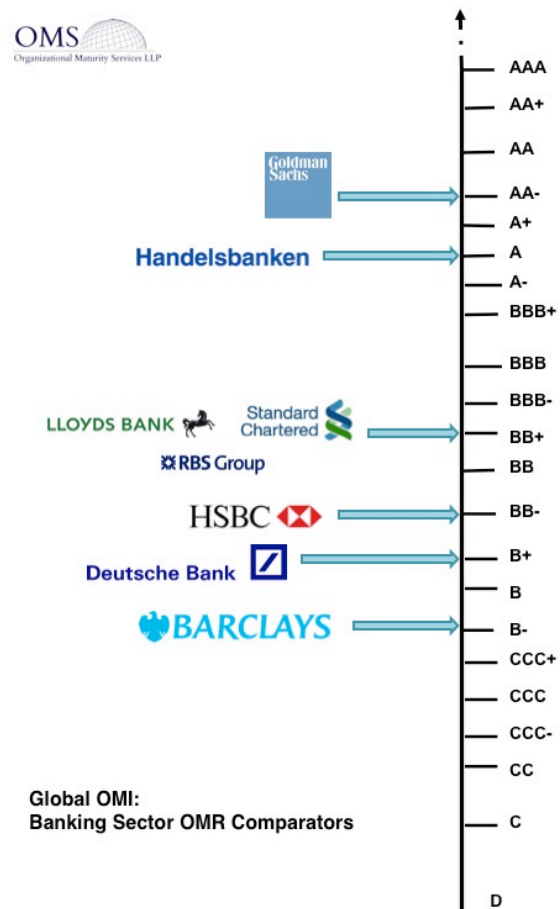 OMS
Organizational Maturity Services LLP
AAA
AA+
AA
Goldman
Sachs
AA-
A+
Handelsbanken
A
A-
BBB+
BBB
BBB-
LLOYDS BANK
Standard
Chartered
BB+
RBS Group
BB
HSBC
BB-
B+
Deutsche Bank
B
BARCLAYS
B-
CCC+
CCC
CCC-
CC
Global OMI:
Banking Sector OMR Comparators
C
D